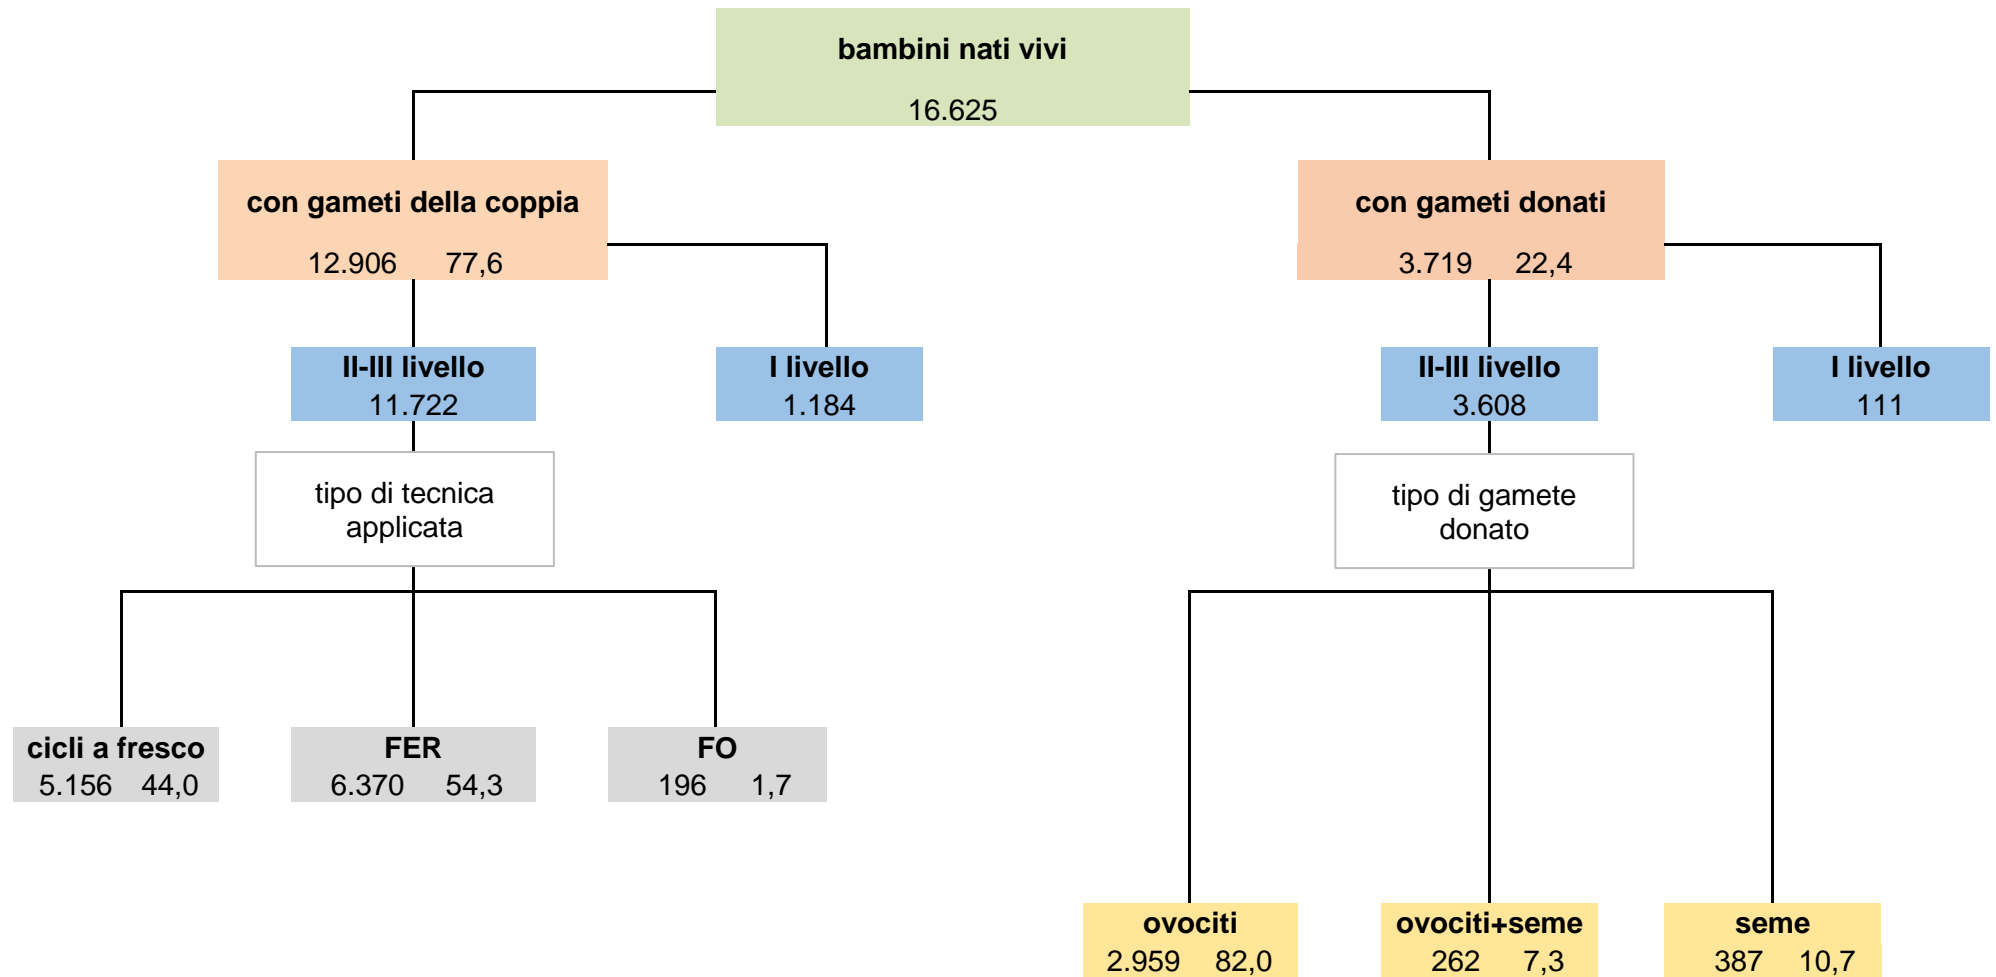 bambini nati vivi
16.625
con gameti della coppia
12.906 77,6
con gameti donati
3.719 22,4
II-III livello
11.722
I livello
1.184
II-III livello
3.608
I livello
111
tipo di tecnica
applicata
tipo di gamete
donato
cicli a fresco
5.156 44,0
FER
6.370 54,3
FO
196 1,7
ovociti
2.959 82,0
ovociti+seme
262 7,3
seme
387 10,7